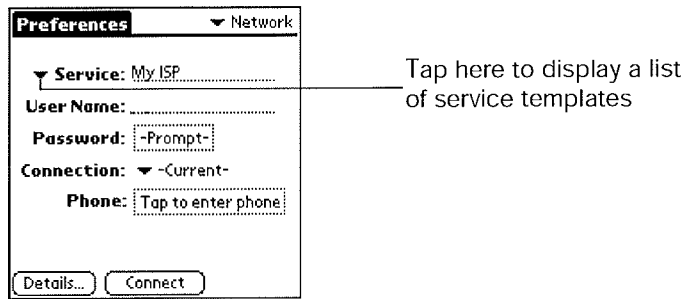 Preferences
Network
Service: My ISP
Tap here to display a list
of service templates
User Name:
Password: -Prompt-
Connection: -Current-
Phone: Tap to enter phone
Details... Connect